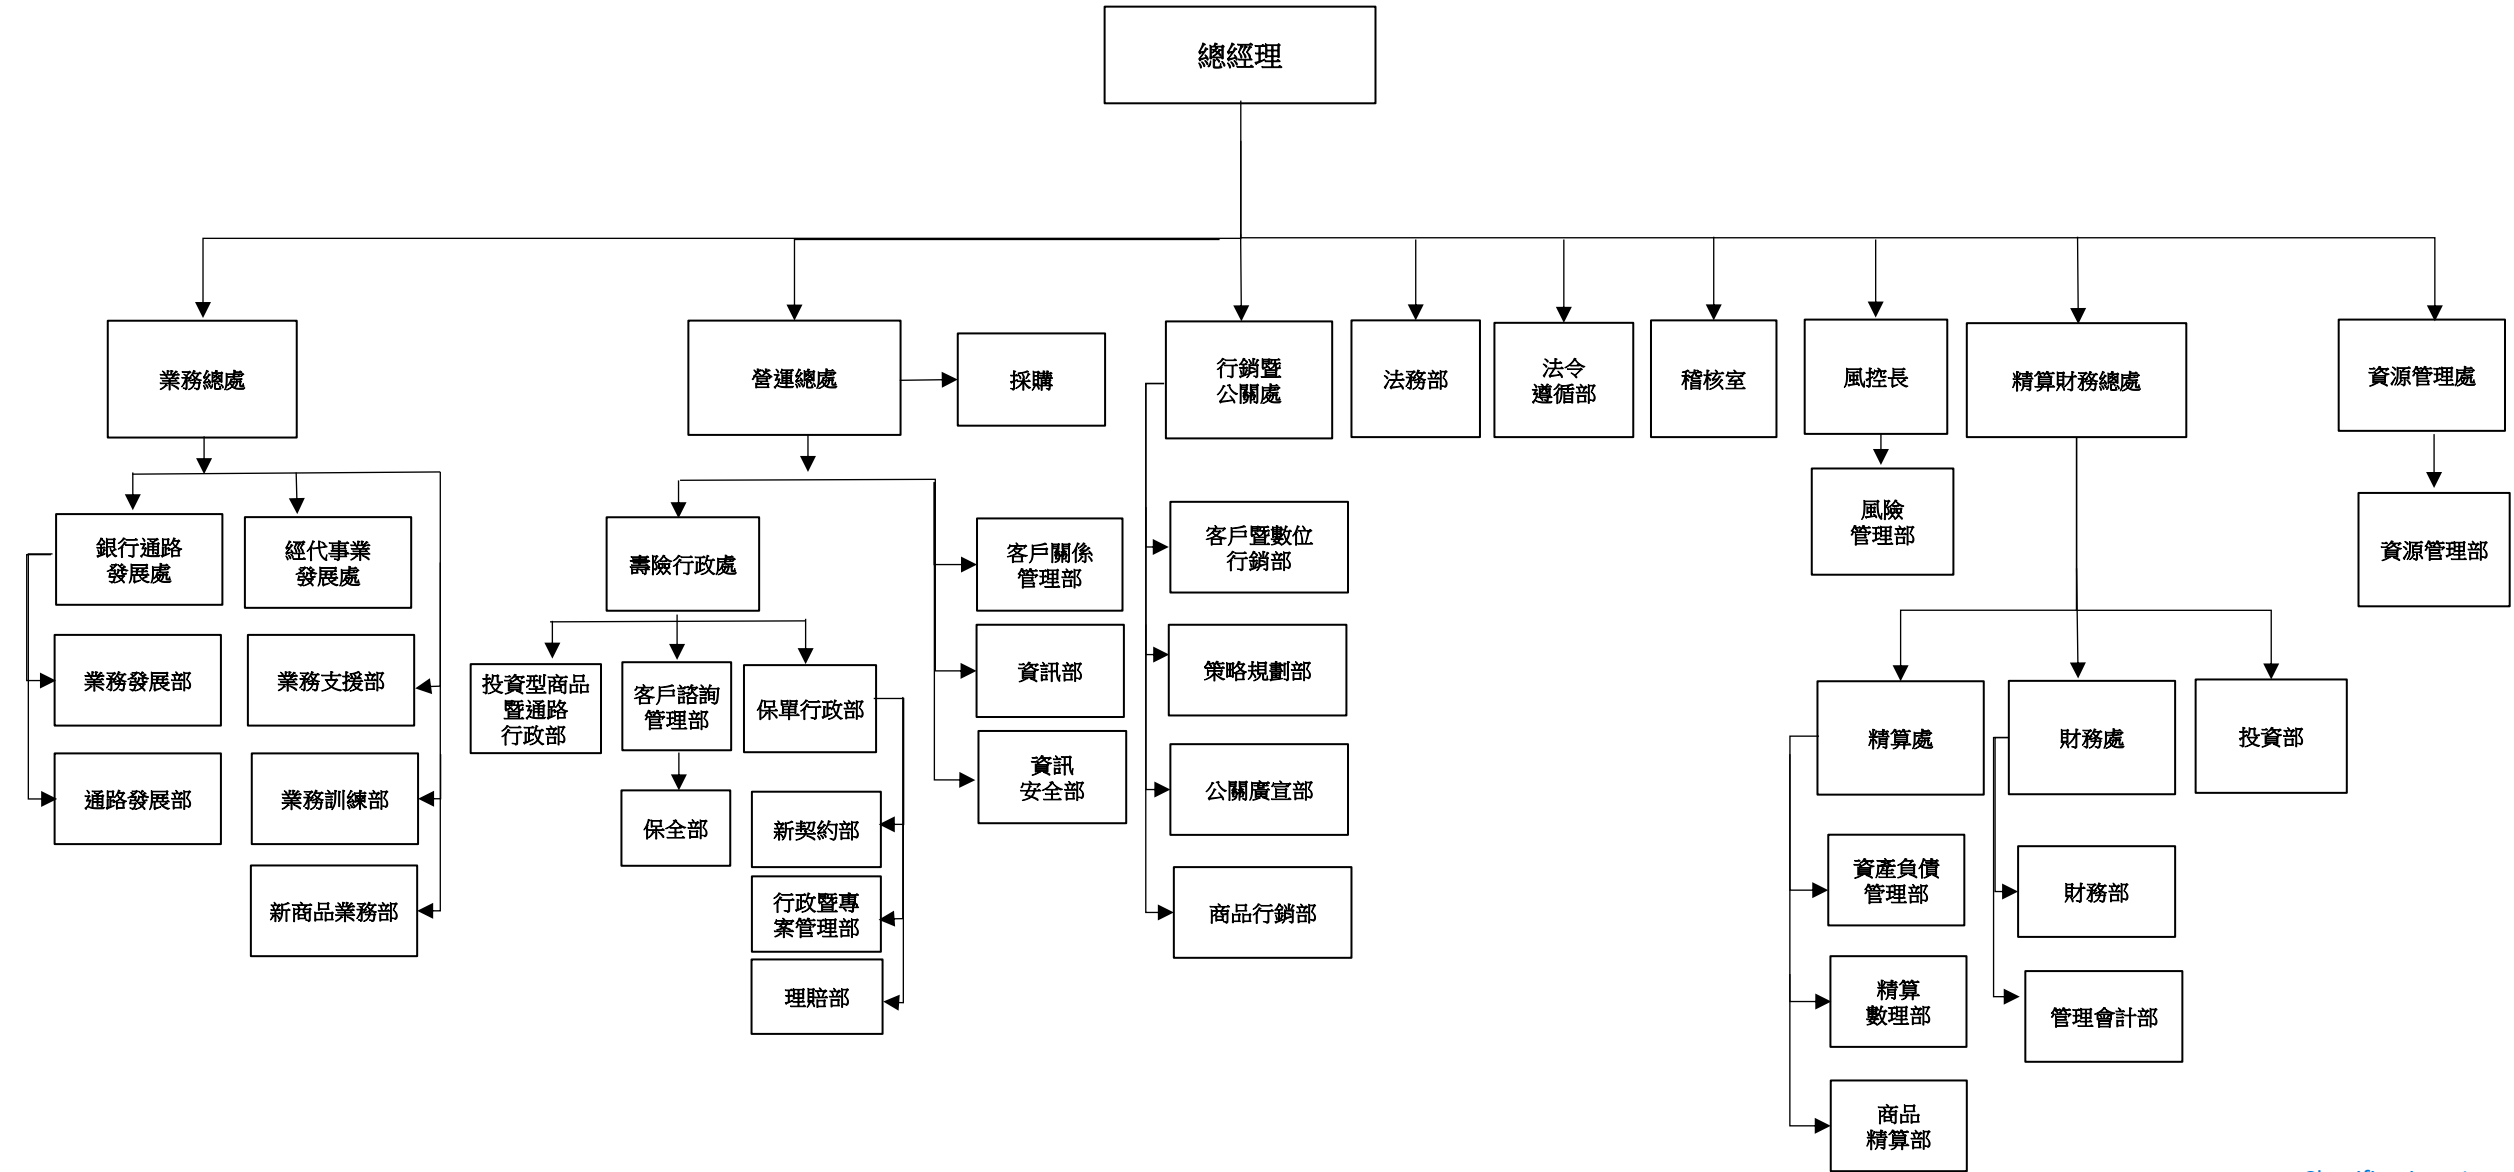 總經理
業務總處
營運總處
採購
行銷暨
公關處
法務部
法令
遵循部
稽核室
風控長
精算財務總處
資源管理處
銀行通路
發展處
經代事業
發展處
壽險行政處
客戶關係
管理部
客戶暨數位
行銷部
風險
管理部
資源管理部
業務發展部
業務支援部
投資型商品
暨通路
行政部
客戶諮詢
管理部
保單行政部
資訊部
策略規劃部
精算處
財務處
投資部
通路發展部
業務訓練部
保全部
新契約部
資訊
安全部
公關廣宣部
資產負債
管理部
財務部
新商品業務部
行政暨專
案管理部
商品行銷部
理賠部
精算
數理部
管理會計部
商品
精算部